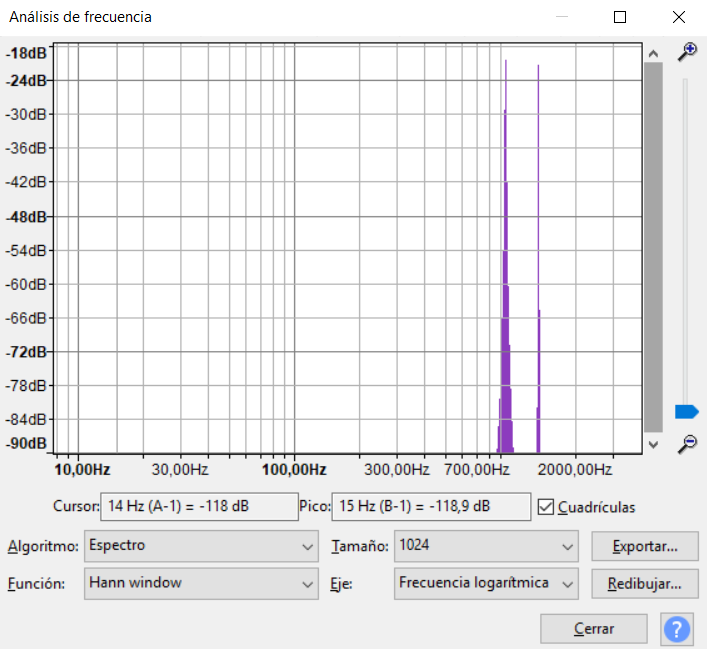 Análisis de frecuencia
-18dB
-24dB
-30dB
-36dB
-42dB
-48dB
-54dB
-60dB
-66dB
-72dB
-78dB
-84dB
-90dB
10,00Hz 30,00Hz 100,00Hz 300,00Hz 700,00Hz 2000,00Hz
Cursor: 14 Hz (A-1) = -118 dB Pico: 15 Hz (B-1) = -118,9 dB Cuadrículas
Algoritmo: Espectro Tamaño: 1024 Exportar...
Función: Hann window Eje: Frecuencia logarítmica Redibujar...
Cerrar ?